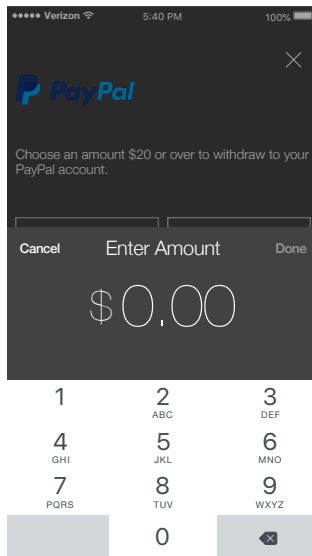 Verizon 5:40 PM 100%
PayPal
Choose an amount $20 or over to withdraw to your
PayPal account.
Cancel Enter Amount Done
$0.00
1 2 3
ABC DEF
4 5 6
GHI JKL MNO
7 8 9
PQRS TUV WXYZ
0